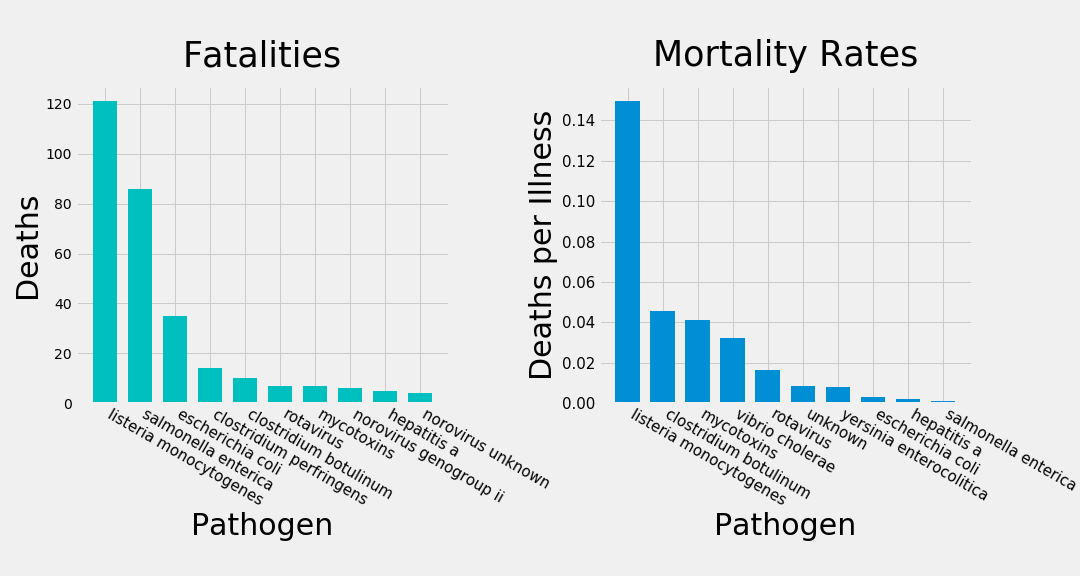 Fatalities
Deaths
120
100
80
60
40
20
0
listeria monocytogenes
salmonella enterica
escherichia coli
clostridium perfringens
clostridium botulinum
rotavirus
mycotoxins
norovirus genogroup ii
hepatitis a
norovirus unknown
Pathogen
Mortality Rates
Deaths per Illness
0.14
0.12
0.10
0.08
0.06
0.04
0.02
0.00
listeria monocytogenes
clostridium botulinum
mycotoxins
vibrio cholerae
rotavirus
unknown
yersinia enterocolitica
escherichia coli
hepatitis a
salmonella enterica
Pathogen